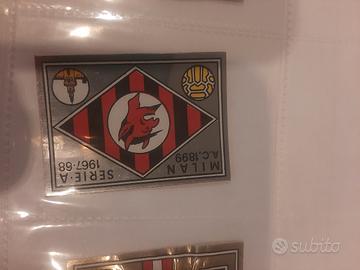 MILAN
A.C. 1899
SERIE·A
1967-68
subito